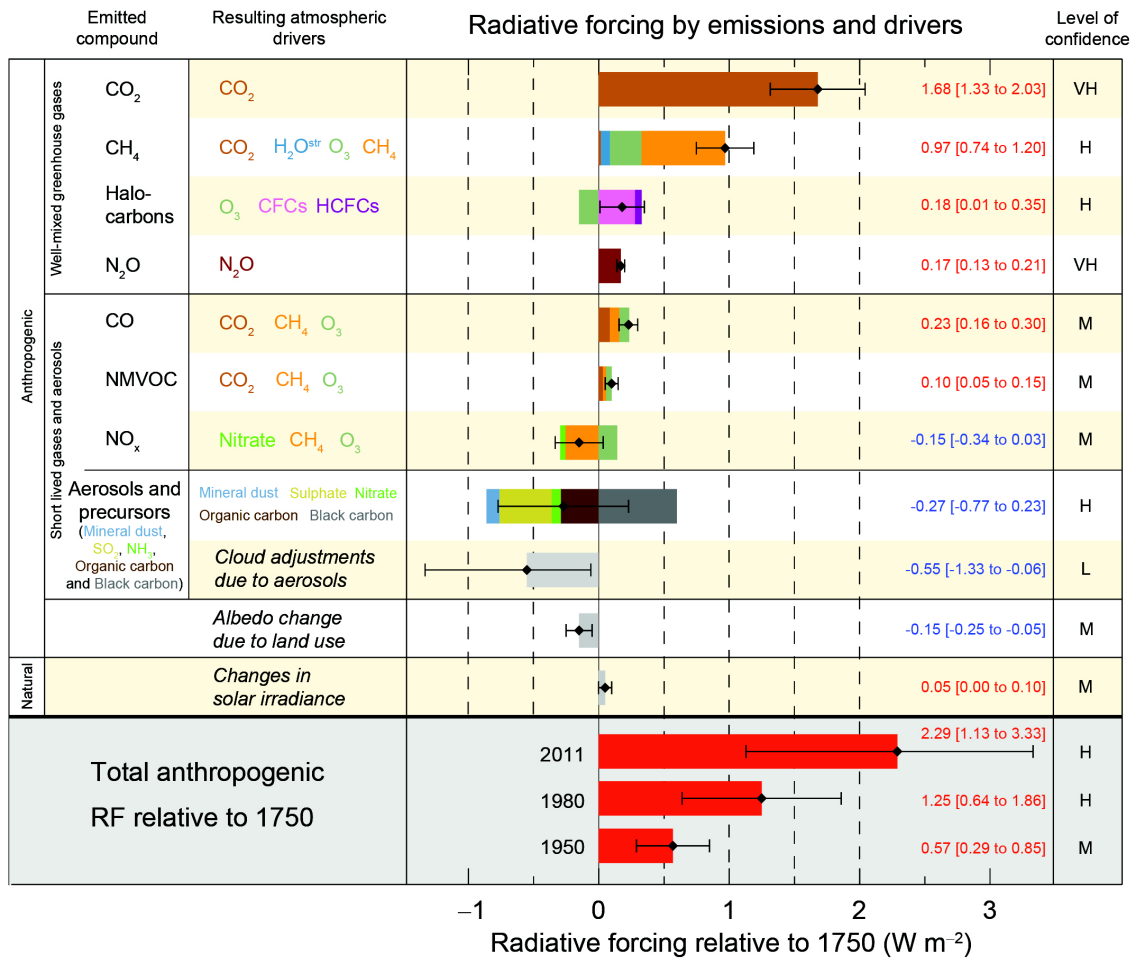 Emitted
compound
Resulting atmospheric
drivers
Radiative forcing by emissions and drivers
Level of
confidence
Anthropogenic
Well-mixed greenhouse gases
CO₂
CO₂
1.68 [1.33 to 2.03]
VH
CH₄
CO₂ H₂Oˢᵗʳ O₃ CH₄
0.97 [0.74 to 1.20]
H
Halo-
carbons
O₃ CFCs HCFCs
0.18 [0.01 to 0.35]
H
N₂O
N₂O
0.17 [0.13 to 0.21]
VH
Short lived gases and aerosols
CO
CO₂ CH₄ O₃
0.23 [0.16 to 0.30]
M
NMVOC
CO₂ CH₄ O₃
0.10 [0.05 to 0.15]
M
NOₓ
Nitrate CH₄ O₃
-0.15 [-0.34 to 0.03]
M
Aerosols and
precursors
(Mineral dust,
SO₂, NH₃,
Organic carbon
and Black carbon)
Mineral dust Sulphate Nitrate
Organic carbon Black carbon
-0.27 [-0.77 to 0.23]
H
Cloud adjustments
due to aerosols
-0.55 [-1.33 to -0.06]
L
Albedo change
due to land use
-0.15 [-0.25 to -0.05]
M
Natural
Changes in
solar irradiance
0.05 [0.00 to 0.10]
M
Total anthropogenic
RF relative to 1750
2011
2.29 [1.13 to 3.33]
H
1980
1.25 [0.64 to 1.86]
H
1950
0.57 [0.29 to 0.85]
M
−1 0 1 2 3
Radiative forcing relative to 1750 (W m⁻²)